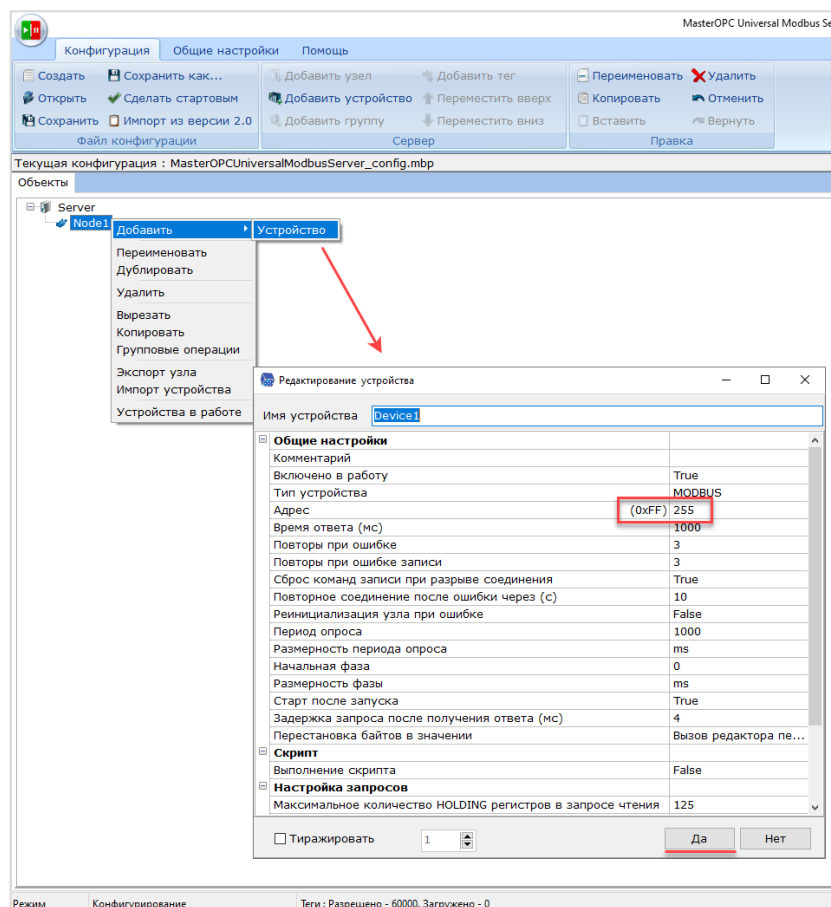 MasterOPC Universal Modbus Se
Конфигурация Общие настройки Помощь
Создать Сохранить как... Добавить узел Добавить тег Переименовать Удалить
Открыть Сделать стартовым Добавить устройство Переместить вверх Копировать Отменить
Сохранить Импорт из версии 2.0 Добавить группу Переместить вниз Вставить Вернуть
Файл конфигурации Сервер Правка
Текущая конфигурация : MasterOPCUniversalModbusServer_config.mbp
Объекты
Server
Node1
Добавить Устройство
Переименовать
Дублировать
Удалить
Вырезать
Копировать
Групповые операции
Экспорт узла
Импорт устройства
Устройства в работе
Редактирование устройства
Имя устройства Device1
Общие настройки
Комментарий
Включено в работу True
Тип устройства MODBUS
Адрес (0xFF) 255
Время ответа (мс) 1000
Повторы при ошибке 3
Повторы при ошибке записи 3
Сброс команд записи при разрыве соединения True
Повторное соединение после ошибки через (с) 10
Реинициализация узла при ошибке False
Период опроса 1000
Размерность периода опроса ms
Начальная фаза 0
Размерность фазы ms
Старт после запуска True
Задержка запроса после получения ответа (мс) 4
Перестановка байтов в значении Вызов редактора пе...
Скрипт
Выполнение скрипта False
Настройка запросов
Максимальное количество HOLDING регистров в запросе чтения 125
Тиражировать 1 Да Нет
Режим Конфигурирование Теги : Разрешено - 60000, Загружено - 0